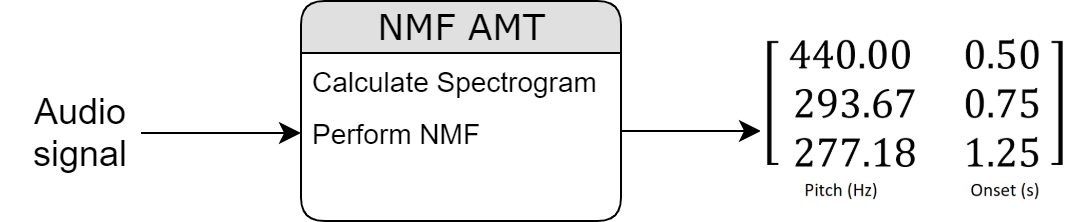 NMF AMT
Calculate Spectrogram
Perform NMF
Audio
signal
440.00 0.50
293.67 0.75
277.18 1.25
Pitch (Hz) Onset (s)